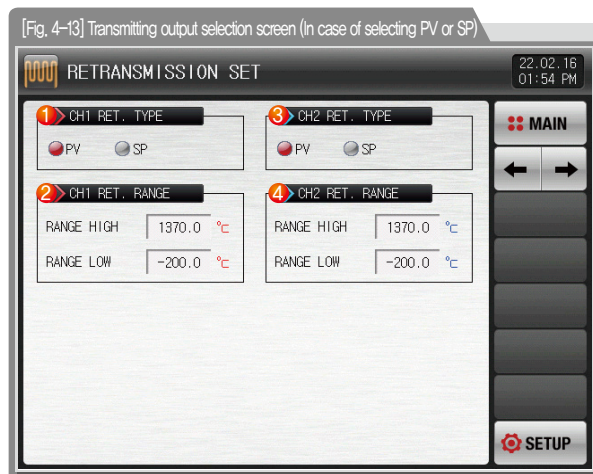 [Fig. 4-13] Transmitting output selection screen (In case of selecting PV or SP)
RETRANSMISSION SET
22.02.16
01:54 PM
1 CH1 RET. TYPE
PV SP
2 CH1 RET. RANGE
RANGE HIGH 1370.0 ℃
RANGE LOW -200.0 ℃
3 CH2 RET. TYPE
PV SP
4 CH2 RET. RANGE
RANGE HIGH 1370.0 ℃
RANGE LOW -200.0 ℃
MAIN
SETUP